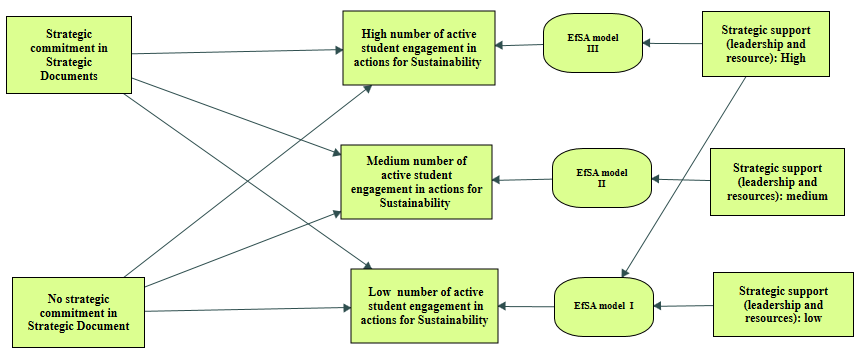 Strategic
commitment in
Strategic
Documents
High number of active
student engagement in
actions for Sustainability
EfSA model
III
Strategic support
(leadership and
resource): High
Medium number of
active student
engagement in actions for
Sustainability
EfSA model
II
Strategic support
(leadership and
resources): medium
No strategic
commitment in
Strategic Document
Low number of active
student engagement in
actions for Sustainability
EfSA model I
Strategic support
(leadership and
resources): low